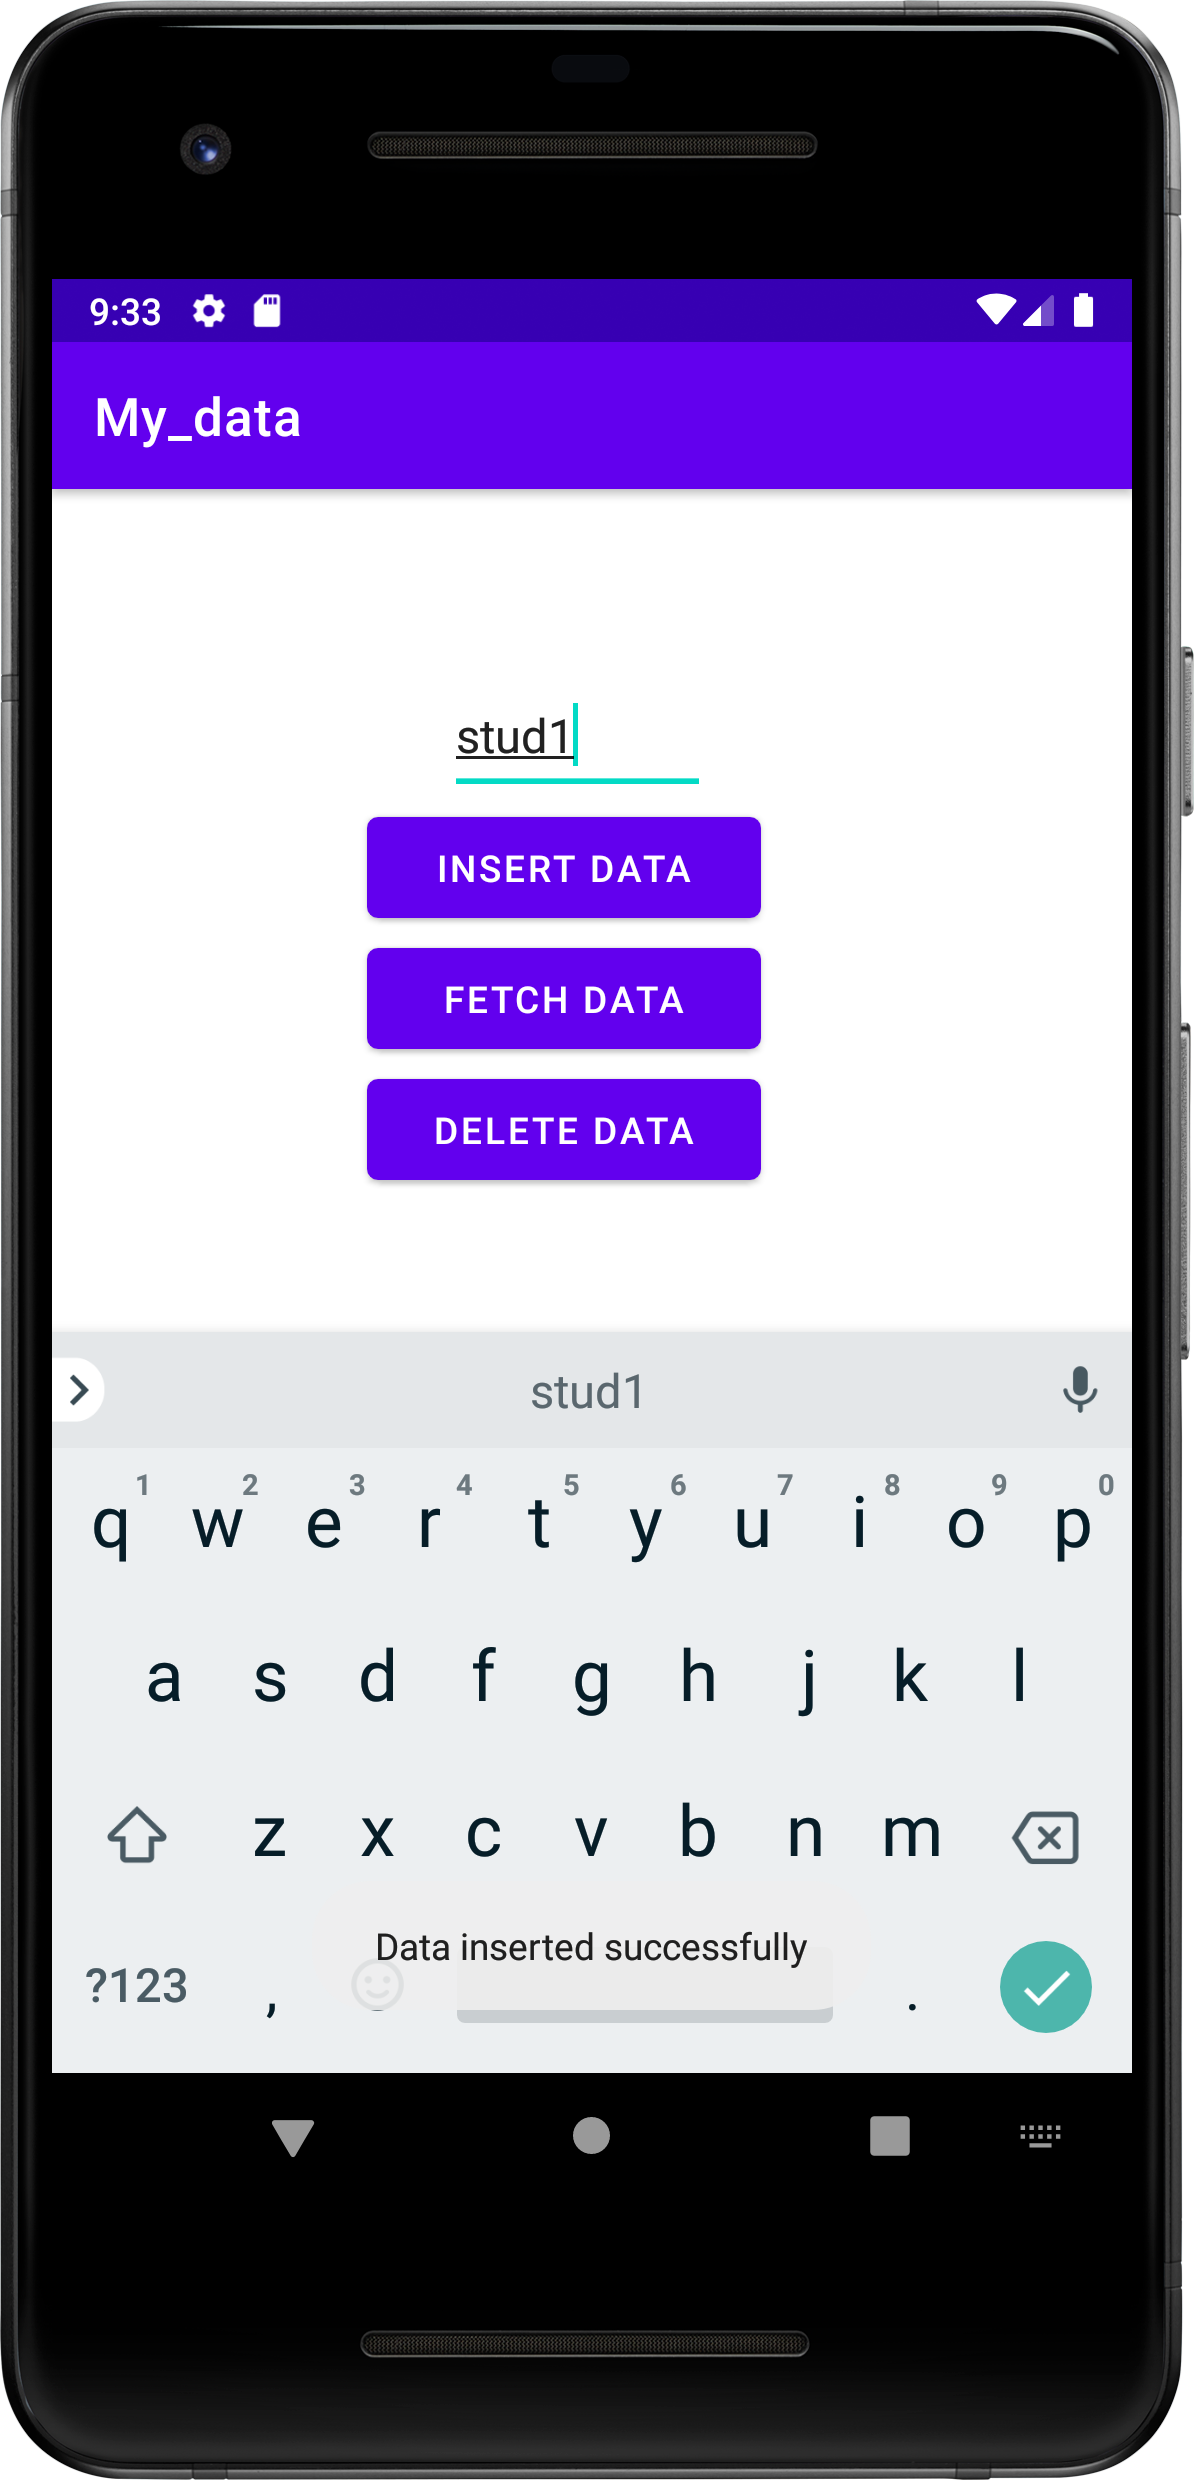 9:33
My_data
stud1
INSERT DATA
FETCH DATA
DELETE DATA
stud1
1 2 3 4 5 6 7 8 9 0
q w e r t y u i o p
a s d f g h j k l
z x c v b n m
Data inserted successfully
?123 , .